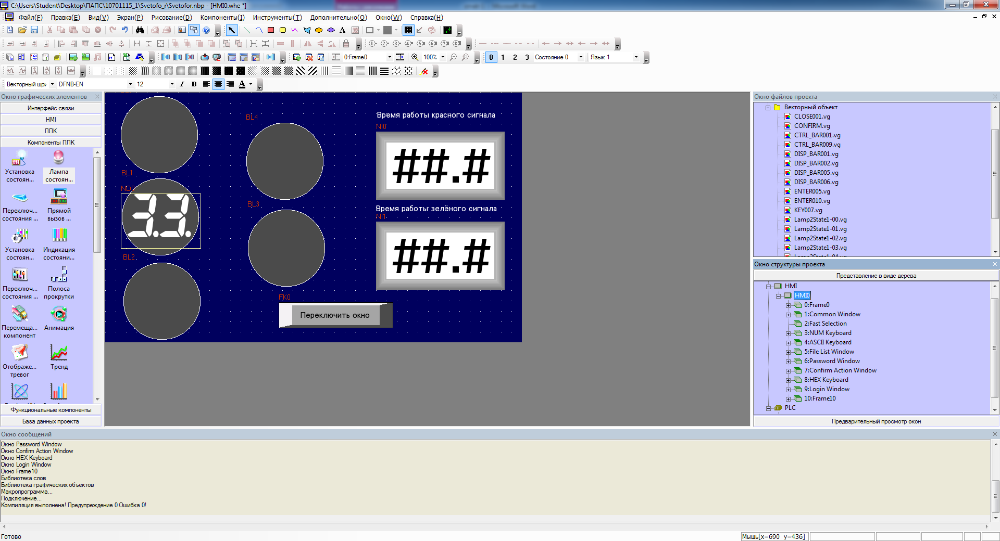 C:\Users\Student\Desktop\ПАПС\10701115_1\Svetofo_r\Svetofor.nbp - [HMI0.whe *]
Файл(F) Правка(E) Вид(V) Экран(P) Рисование(D) Компоненты(I) Инструменты(T) Дополнительно(O) Окно(W) Справка(H)
0:Frame0 100% 0 1 2 3 Состояние 0 Язык 1
Векторный шри DFNB-EN 12 I B A
Окно графических элементов
Интерфейс связи
HMI
ПЛК
Компоненты ПЛК
Установка состоян...
Лампа состоян...
Переключ... состояния ...
Прямой вызов ...
Установка состоян...
Индикация состояни...
Переключ... состояния ...
Полоса прокрутки
Перемеща... компонент
Анимация
Отображе... тревог
Тренд
Функциональные компоненты
База данных проекта
BL4
BL1
ND0
3.3.
BL3
BL2
Время работы красного сигнала
NI0
##.#
Время работы зелёного сигнала
NI1
##.#
FK0
Переключить окно
Окно файлов проекта
Векторный объект
CLOSE001.vg
CONFIRM.vg
CTRL_BAR001.vg
CTRL_BAR009.vg
DISP_BAR001.vg
DISP_BAR002.vg
DISP_BAR005.vg
DISP_BAR006.vg
ENTER005.vg
ENTER010.vg
KEY007.vg
Lamp2State1-00.vg
Lamp2State1-01.vg
Lamp2State1-02.vg
Lamp2State1-03.vg
Lamp2State1-04.vg
Окно структуры проекта
Представление в виде дерева
HMI
HMI0
0:Frame0
1:Common Window
2:Fast Selection
3:NUM Keyboard
4:ASCII Keyboard
5:File List Window
6:Password Window
7:Confirm Action Window
8:HEX Keyboard
9:Login Window
10:Frame10
PLC
Предварительный просмотр окон
Окно сообщений
Окно Password Window
Окно Confirm Action Window
Окно HEX Keyboard
Окно Login Window
Окно Frame10
Библиотека слов
Библиотека графических объектов
Макропрограмма...
Подключение...
Компиляция выполнена! Предупреждение 0 Ошибка 0!
Готово
Мышь[x=690 y=436]